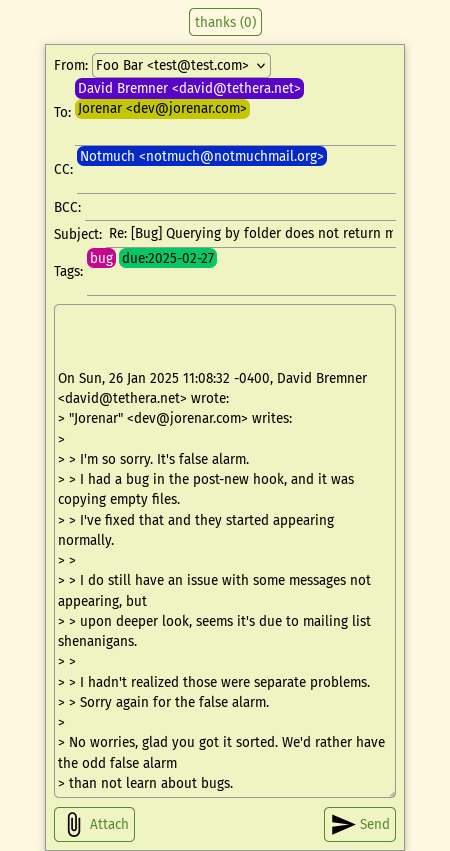 thanks (0)
From: Foo Bar <test@test.com>
David Bremner <david@tethera.net>
To: Jorenar <dev@jorenar.com>
CC: Notmuch <notmuch@notmuchmail.org>
BCC:
Subject: Re: [Bug] Querying by folder does not return m
Tags: bug due:2025-02-27
On Sun, 26 Jan 2025 11:08:32 -0400, David Bremner
<david@tethera.net> wrote:
> "Jorenar" <dev@jorenar.com> writes:
>
> > I'm so sorry. It's false alarm.
> > I had a bug in the post-new hook, and it was
copying empty files.
> > I've fixed that and they started appearing
normally.
> >
> > I do still have an issue with some messages not
appearing, but
> > upon deeper look, seems it's due to mailing list
shenanigans.
> >
> > I hadn't realized those were separate problems.
> > Sorry again for the false alarm.
>
> No worries, glad you got it sorted. We'd rather have
the odd false alarm
> than not learn about bugs.
Attach Send